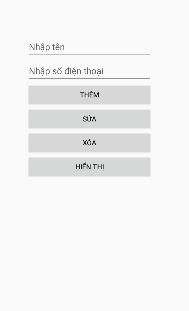 Nhập tên
Nhập số điện thoại
THÊM
SỬA
XÓA
HIỂN THỊ